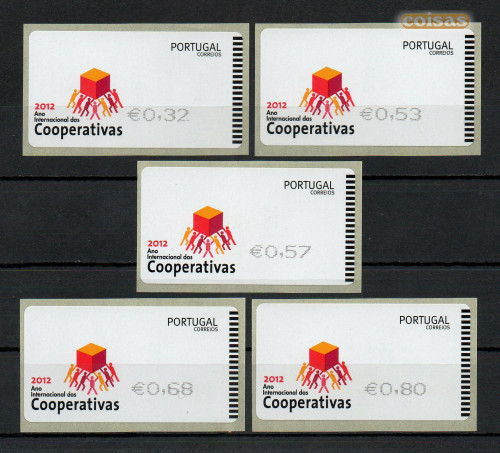 coisas
PORTUGAL
CORREIOS
€0,32
2012
Ano
Internacional das
Cooperativas
PORTUGAL
CORREIOS
€0,53
2012
Ano
Internacional das
Cooperativas
PORTUGAL
CORREIOS
€0,57
2012
Ano
Internacional das
Cooperativas
PORTUGAL
CORREIOS
€0,68
2012
Ano
Internacional das
Cooperativas
PORTUGAL
CORREIOS
€0,80
2012
Ano
Internacional das
Cooperativas